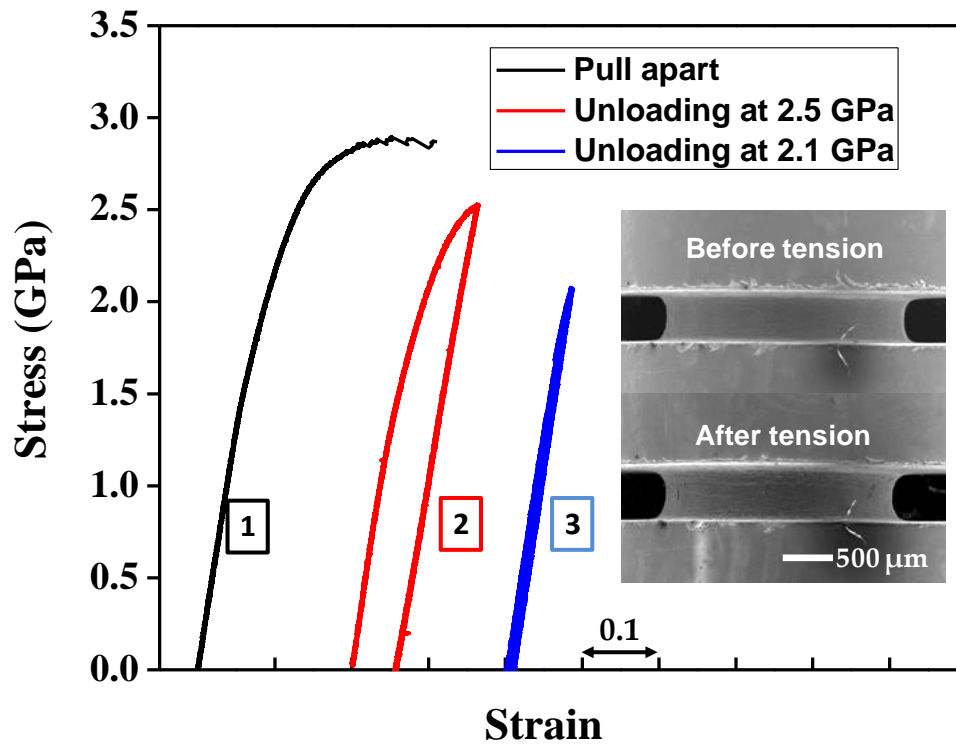 3.5
3.0
2.5
2.0
1.5
1.0
0.5
0.0
Stress (GPa)
Pull apart
Unloading at 2.5 GPa
Unloading at 2.1 GPa
Before tension
After tension
500 μm
1
2
3
0.1
Strain